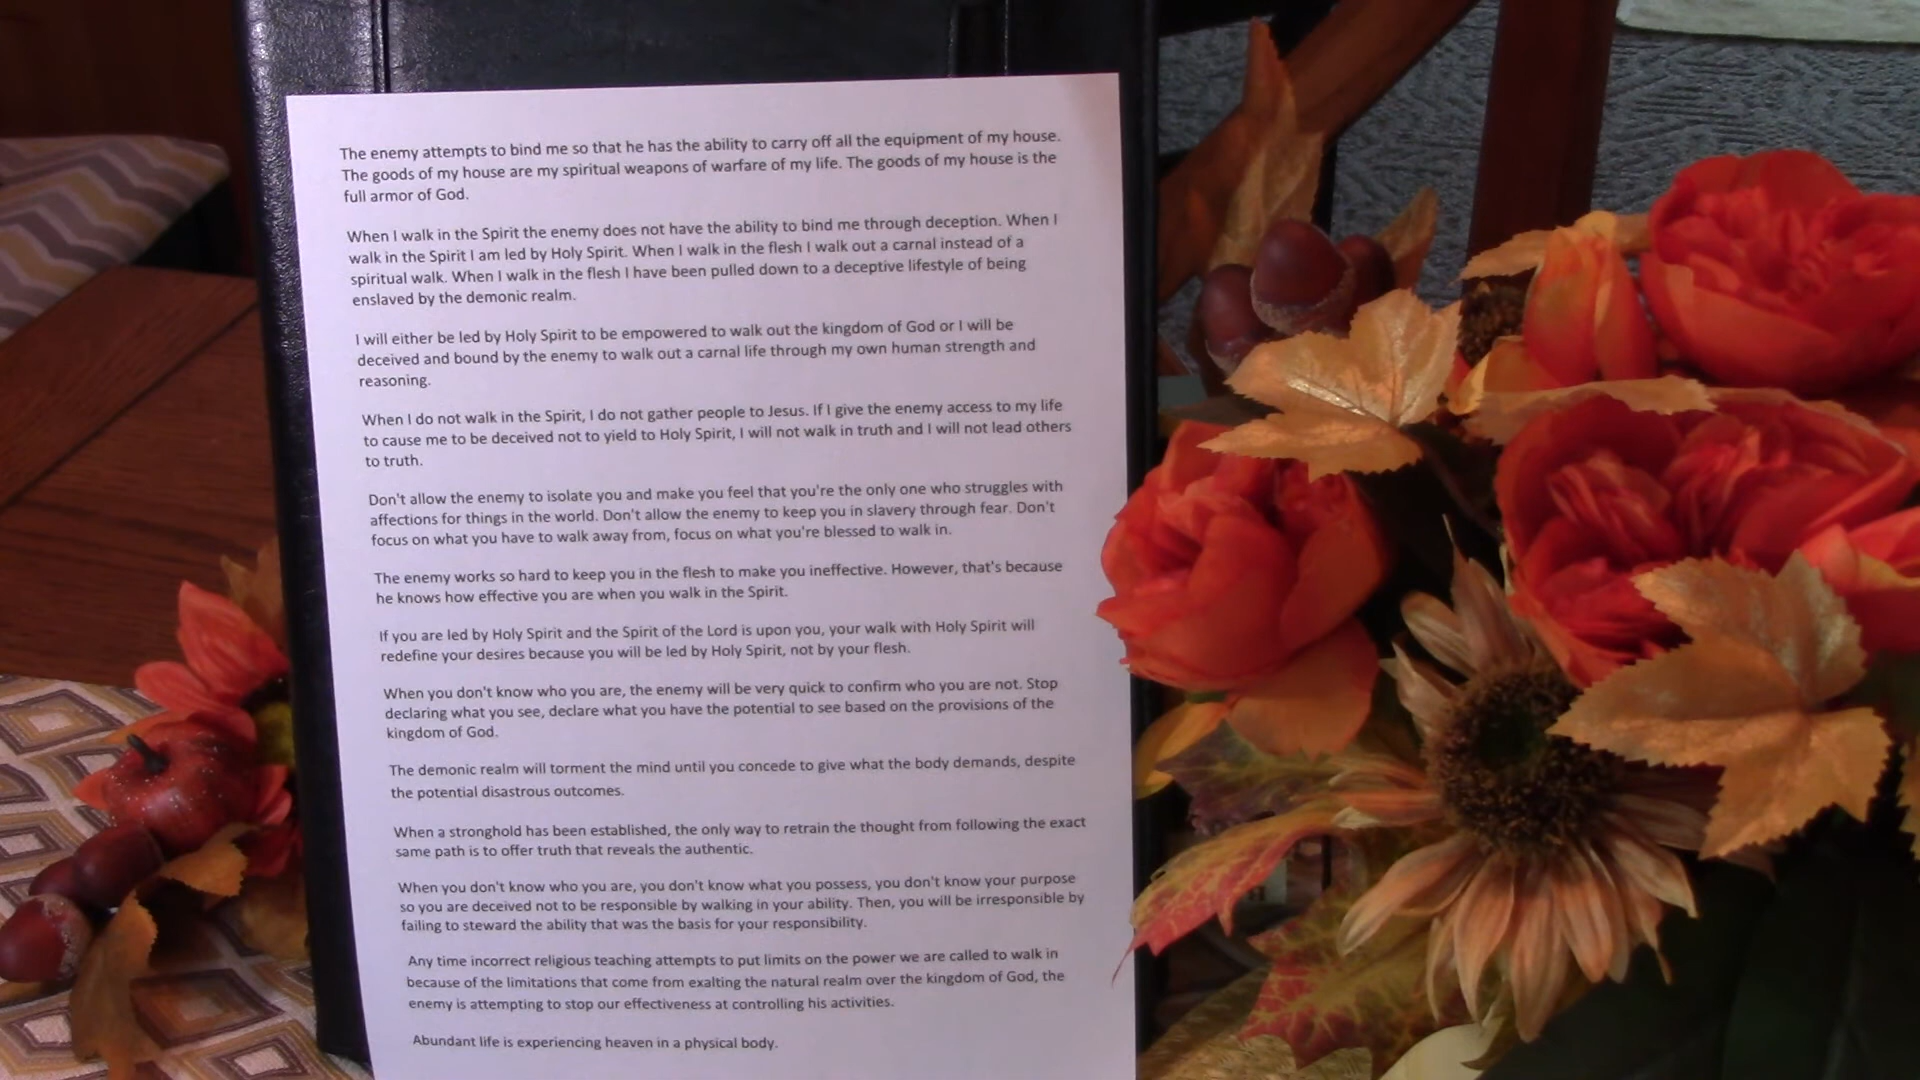 The enemy attempts to bind me so that he has the ability to carry off all the equipment of my house.
The goods of my house are my spiritual weapons of warfare of my life. The goods of my house is the
full armor of God.
When I walk in the Spirit the enemy does not have the ability to bind me through deception. When I
walk in the Spirit I am led by Holy Spirit. When I walk in the flesh I walk out a carnal instead of a
spiritual walk. When I walk in the flesh I have been pulled down to a deceptive lifestyle of being
enslaved by the demonic realm.
I will either be led by Holy Spirit to be empowered to walk out the kingdom of God or I will be
deceived and bound by the enemy to walk out a carnal life through my own human strength and
reasoning.
When I do not walk in the Spirit, I do not gather people to Jesus. If I give the enemy access to my life
to cause me to be deceived not to yield to Holy Spirit, I will not walk in truth and I will not lead others
to truth.
Don't allow the enemy to isolate you and make you feel that you're the only one who struggles with
affections for things in the world. Don't allow the enemy to keep you in slavery through fear. Don't
focus on what you have to walk away from, focus on what you're blessed to walk in.
The enemy works so hard to keep you in the flesh to make you ineffective. However, that's because
he knows how effective you are when you walk in the Spirit.
If you are led by Holy Spirit and the Spirit of the Lord is upon you, your walk with Holy Spirit will
redefine your desires because you will be led by Holy Spirit, not by your flesh.
When you don't know who you are, the enemy will be very quick to confirm who you are not. Stop
declaring what you see, declare what you have the potential to see based on the provisions of the
kingdom of God.
The demonic realm will torment the mind until you concede to give what the body demands, despite
the potential disastrous outcomes.
When a stronghold has been established, the only way to retrain the thought from following the exact
same path is to offer truth that reveals the authentic.
When you don't know who you are, you don't know what you possess, you don't know your purpose
so you are deceived not to be responsible by walking in your ability. Then, you will be irresponsible by
failing to steward the ability that was the basis for your responsibility.
Any time incorrect religious teaching attempts to put limits on the power we are called to walk in
because of the limitations that come from exalting the natural realm over the kingdom of God, the
enemy is attempting to stop our effectiveness at controlling his activities.
Abundant life is experiencing heaven in a physical body.